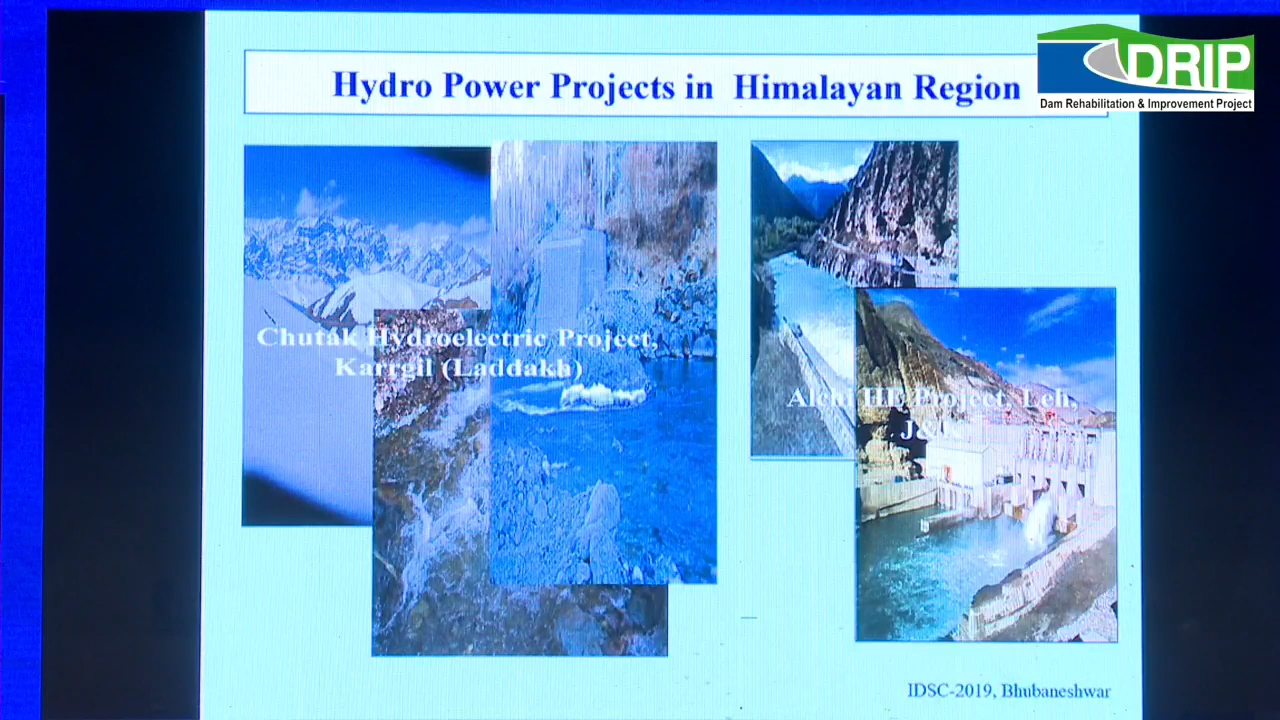 Hydro Power Projects in Himalayan Region
DRIP
Dam Rehabilitation & Improvement Project
Chutak Hydroelectric Project,
Karrgil (Laddakh)
Alchi HE Project, Leh,
J&K
IDSC-2019, Bhubaneshwar